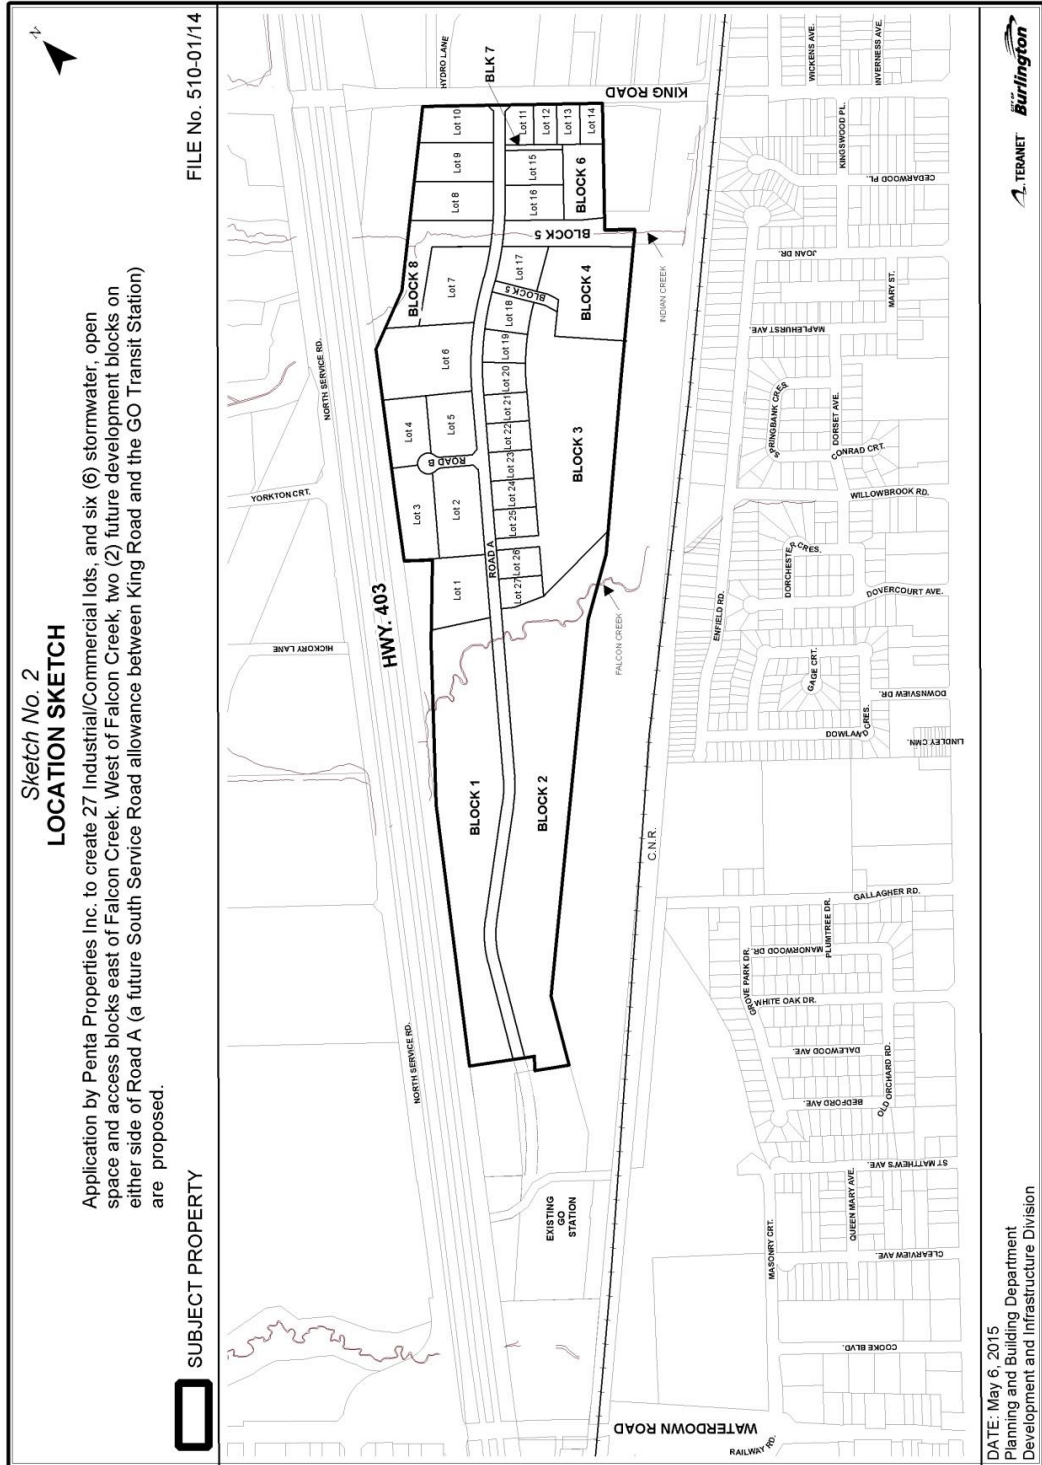 Sketch No. 2
LOCATION SKETCH
Application by Penta Properties Inc. to create 27 Industrial/Commercial lots, and six (6) stormwater, open
space and access blocks east of Falcon Creek. West of Falcon Creek, two (2) future development blocks on
either side of Road A (a future South Service Road allowance between King Road and the GO Transit Station)
are proposed.
N
SUBJECT PROPERTY
FILE No. 510-01/14
NORTH SERVICE RD.
HICKORY LANE
YORKTON CRT.
NORTH SERVICE RD.
HYDRO LANE
HWY. 403
BLOCK 1
BLOCK 2
Lot 1
Lot 2
Lot 3
Lot 4
Lot 5
Lot 6
Lot 7
BLOCK 8
Lot 8
Lot 9
Lot 10
ROAD A
ROAD B
Lot 27
Lot 26
Lot 25
Lot 24
Lot 23
Lot 22
Lot 21
Lot 20
Lot 19
Lot 18
BLOCK 5
Lot 17
BLOCK 5
Lot 16
Lot 15
Lot 11
Lot 12
Lot 13
Lot 14
BLK 7
BLOCK 3
BLOCK 4
BLOCK 6
KING ROAD
FALCON CREEK
INDIAN CREEK
EXISTING
GO
STATION
C.N.R.
WATERDOWN ROAD
RAILWAY RD.
COOKE BLVD.
MASONRY CRT.
CLEARVIEW AVE.
QUEEN MARY AVE.
ST MATTHEW'S AVE.
BEDFORD AVE.
OLD ORCHARD RD.
DALEWOOD AVE.
WHITE OAK DR.
GROVE PARK DR.
MANORWOOD DR.
PLUMTREE DR.
GALLAGHER RD.
LINDLEY CMN.
DOWLAND CRES.
DOWNSVIEW DR.
GAGE CRT.
ENFIELD RD.
DOVERCOURT AVE.
DORCHESTER CRES.
WILLOWBROOK RD.
CONRAD CRT.
SPRINGBANK CRES.
DORSET AVE.
MAPLEHURST AVE.
MARY ST.
JOAN DR.
CEDARWOOD PL.
KINGSWOOD PL.
WICKENS AVE.
INVERNESS AVE.
DATE: May 6, 2015
Planning and Building Department
Development and Infrastructure Division
TERANET
CITY OF
Burlington